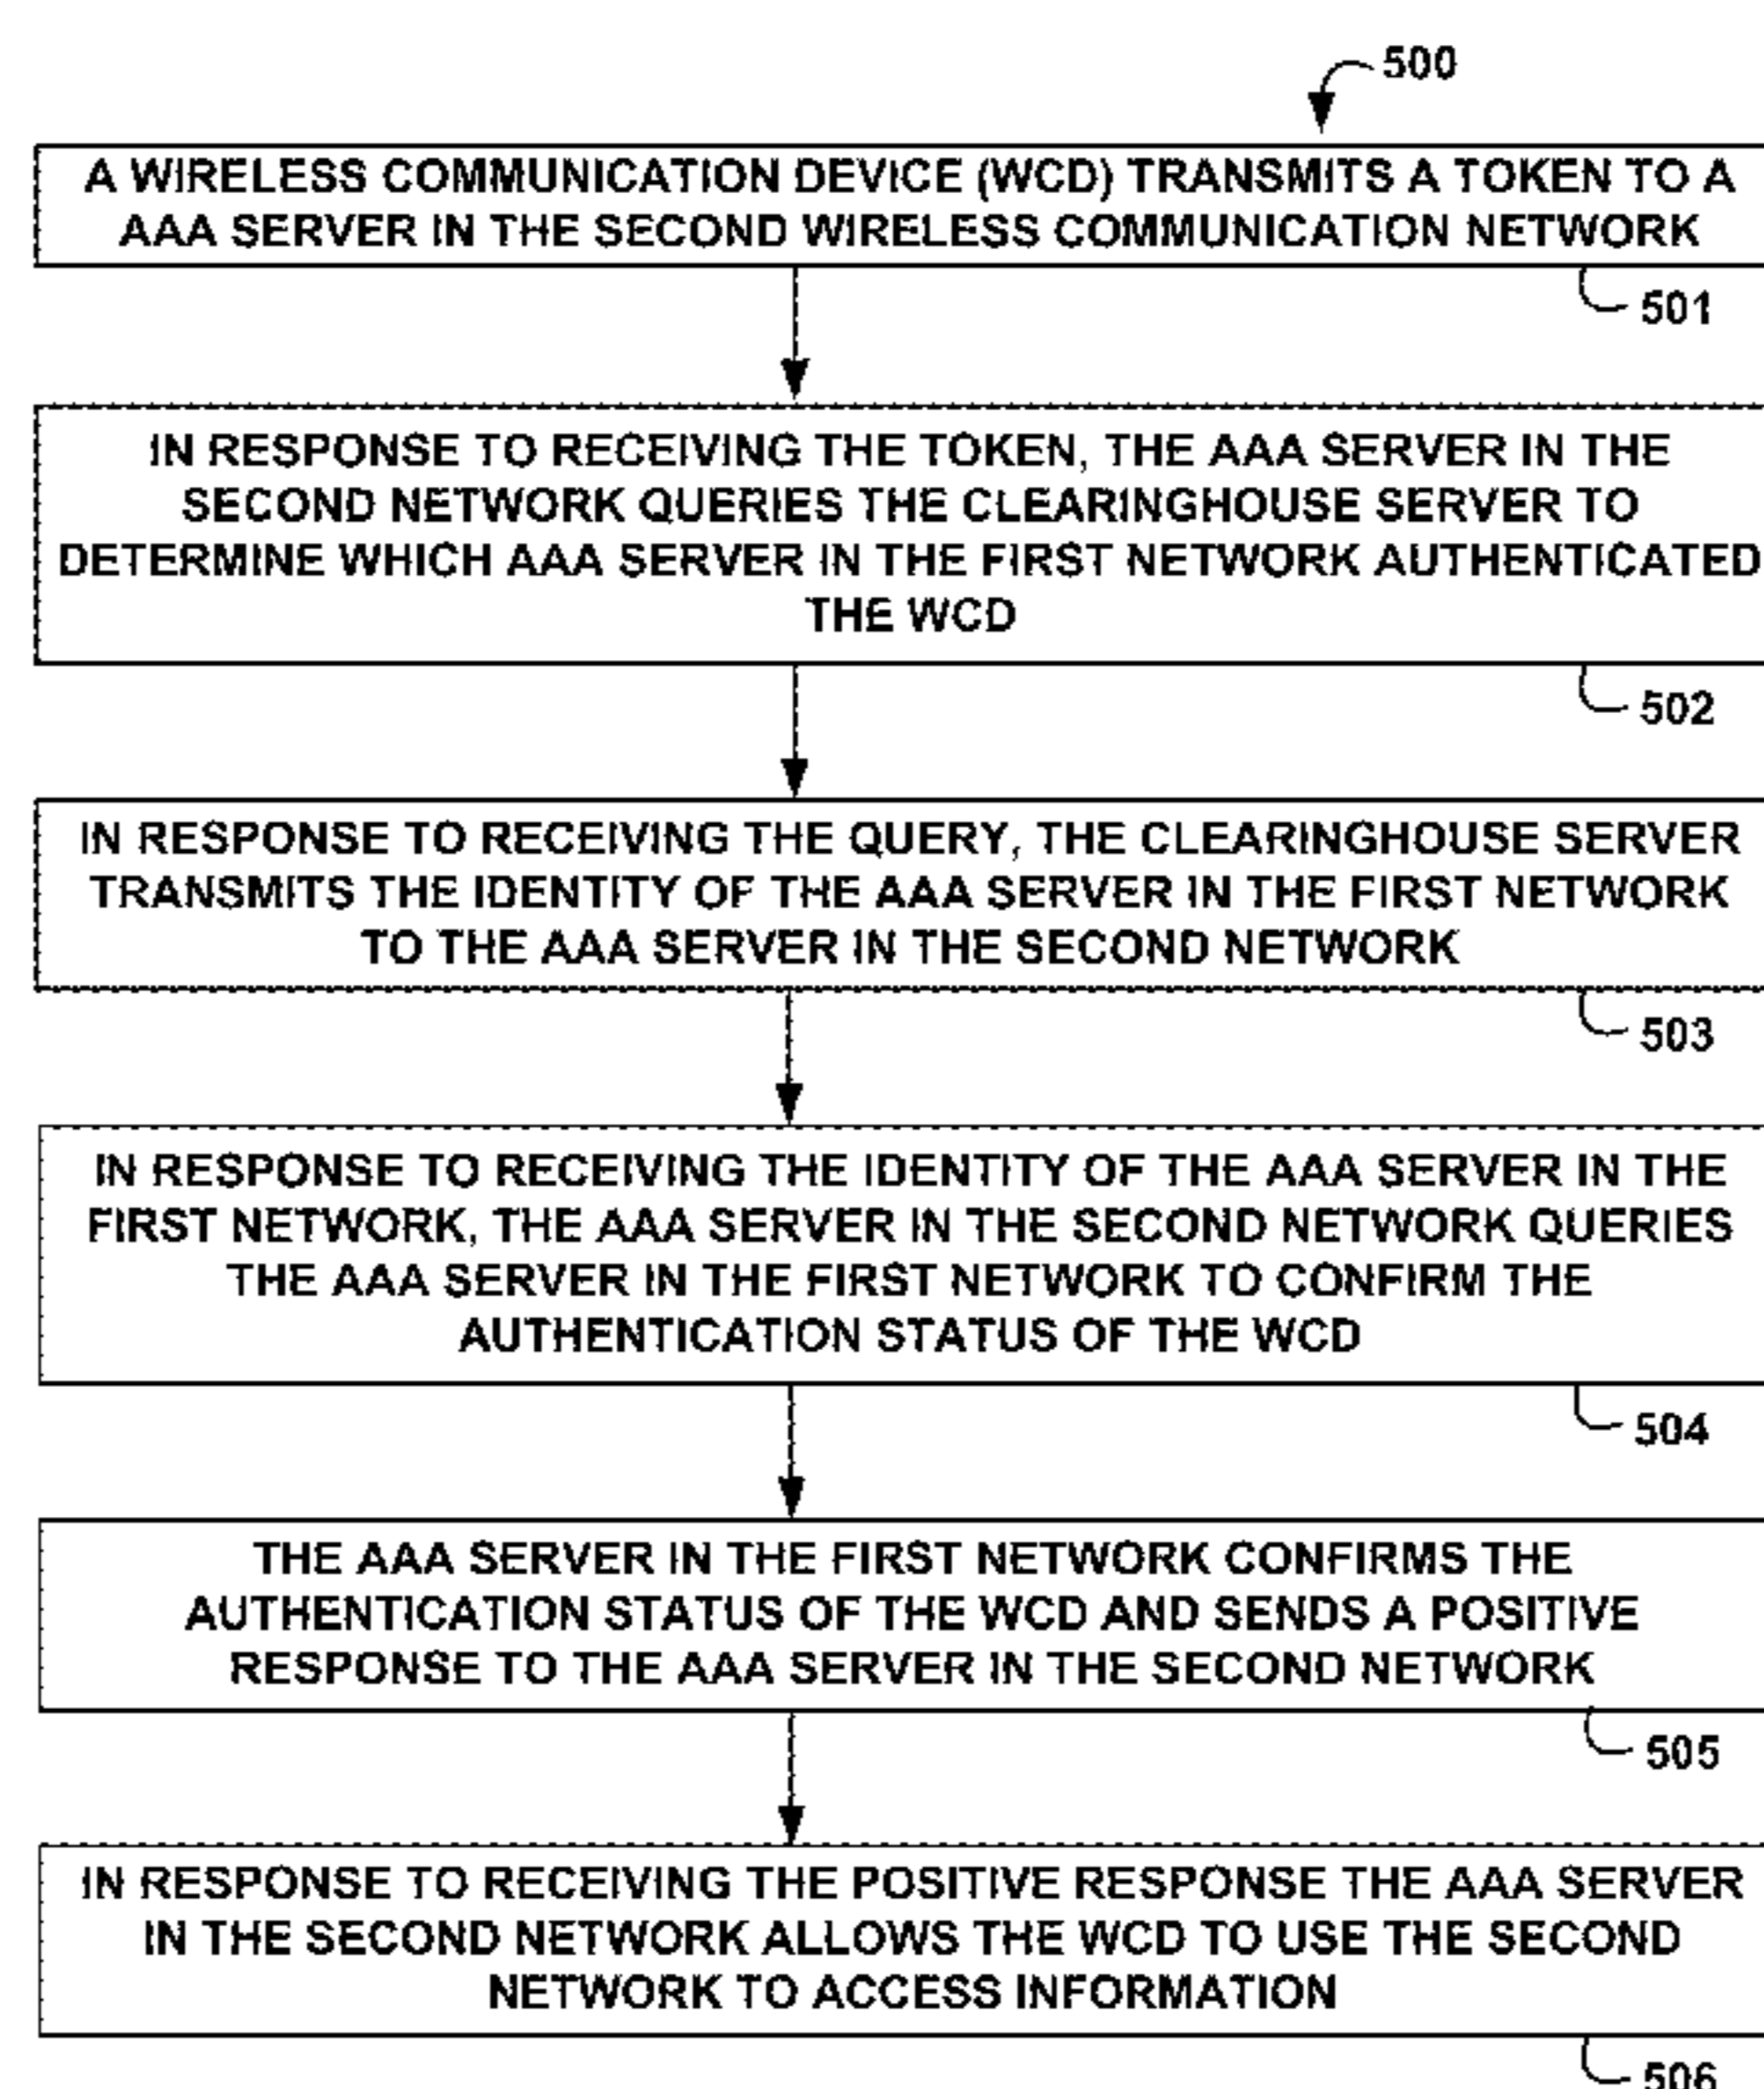 500
A WIRELESS COMMUNICATION DEVICE (WCD) TRANSMITS A TOKEN TO A
AAA SERVER IN THE SECOND WIRELESS COMMUNICATION NETWORK
501
IN RESPONSE TO RECEIVING THE TOKEN, THE AAA SERVER IN THE
SECOND NETWORK QUERIES THE CLEARINGHOUSE SERVER TO
DETERMINE WHICH AAA SERVER IN THE FIRST NETWORK AUTHENTICATED
THE WCD
502
IN RESPONSE TO RECEIVING THE QUERY, THE CLEARINGHOUSE SERVER
TRANSMITS THE IDENTITY OF THE AAA SERVER IN THE FIRST NETWORK
TO THE AAA SERVER IN THE SECOND NETWORK
503
IN RESPONSE TO RECEIVING THE IDENTITY OF THE AAA SERVER IN THE
FIRST NETWORK, THE AAA SERVER IN THE SECOND NETWORK QUERIES
THE AAA SERVER IN THE FIRST NETWORK TO CONFIRM THE
AUTHENTICATION STATUS OF THE WCD
504
THE AAA SERVER IN THE FIRST NETWORK CONFIRMS THE
AUTHENTICATION STATUS OF THE WCD AND SENDS A POSITIVE
RESPONSE TO THE AAA SERVER IN THE SECOND NETWORK
505
IN RESPONSE TO RECEIVING THE POSITIVE RESPONSE THE AAA SERVER
IN THE SECOND NETWORK ALLOWS THE WCD TO USE THE SECOND
NETWORK TO ACCESS INFORMATION
506